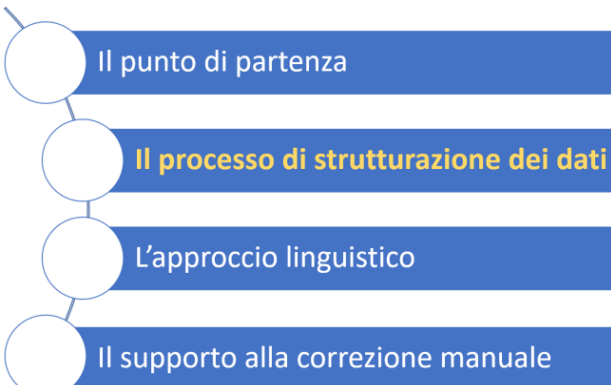 Il punto di partenza
Il processo di strutturazione dei dati
L'approccio linguistico
Il supporto alla correzione manuale